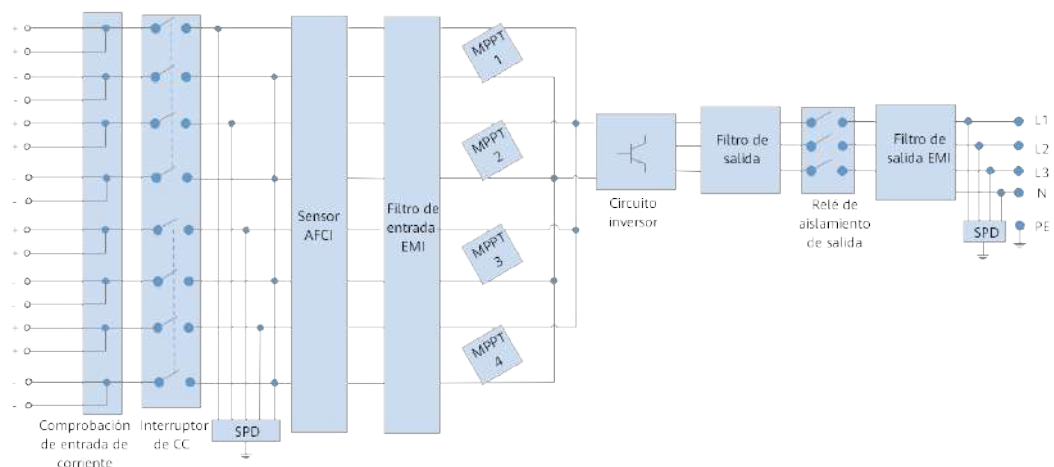 +
+
-
-
+
+
-
-
+
+
-
-
+
+
-
-
Comprobación
de entrada de
corriente
Interruptor
de CC
SPD
Sensor
AFCI
Filtro de
entrada
EMI
MPPT
1
MPPT
2
MPPT
3
MPPT
4
Circuito
inversor
Filtro de
salida
Relé de
aislamiento
de salida
Filtro de
salida EMI
SPD
L1
L2
L3
N
PE